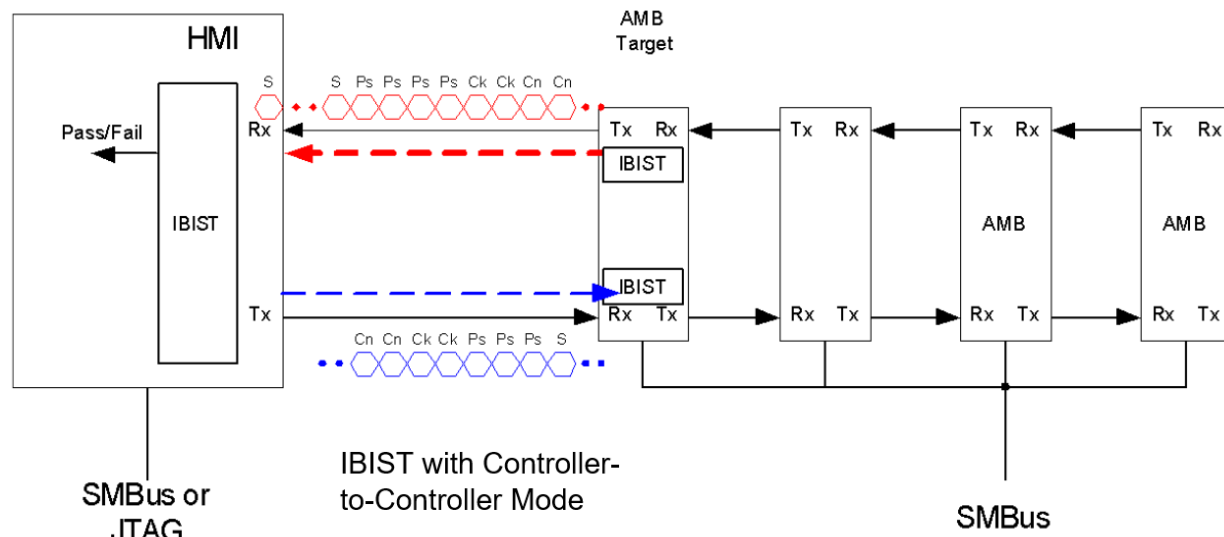 HMI
AMB
Target
S S Ps Ps Ps Ps Ck Ck Cn Cn
Pass/Fail
Rx
Tx Rx
Tx Rx
Tx Rx
Tx Rx
IBIST
IBIST
AMB
AMB
IBIST
Tx
Rx Tx
Rx Tx
Rx Tx
Rx Tx
Cn Cn Ck Ck Ps Ps Ps S
IBIST with Controller-
to-Controller Mode
SMBus or
JTAG
SMBus